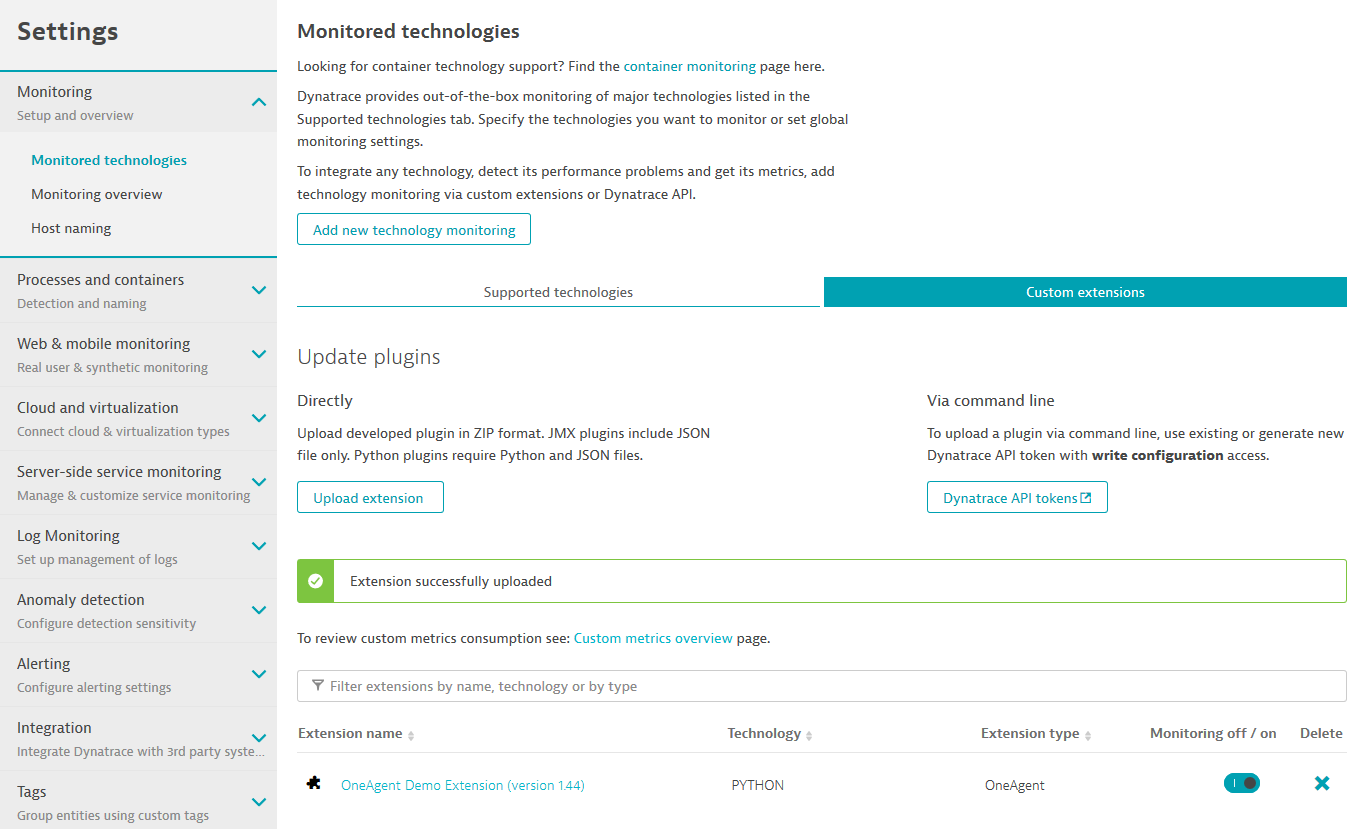 Settings
Monitoring
Setup and overview
Monitored technologies
Monitoring overview
Host naming
Processes and containers
Detection and naming
Web & mobile monitoring
Real user & synthetic monitoring
Cloud and virtualization
Connect cloud & virtualization types
Server-side service monitoring
Manage & customize service monitoring
Log Monitoring
Set up management of logs
Anomaly detection
Configure detection sensitivity
Alerting
Configure alerting settings
Integration
Integrate Dynatrace with 3rd party syste...
Tags
Group entities using custom tags
Monitored technologies
Looking for container technology support? Find the container monitoring page here.
Dynatrace provides out-of-the-box monitoring of major technologies listed in the
Supported technologies tab. Specify the technologies you want to monitor or set global
monitoring settings.
To integrate any technology, detect its performance problems and get its metrics, add
technology monitoring via custom extensions or Dynatrace API.
Add new technology monitoring
Supported technologies
Custom extensions
Update plugins
Directly
Upload developed plugin in ZIP format. JMX plugins include JSON
file only. Python plugins require Python and JSON files.
Upload extension
Via command line
To upload a plugin via command line, use existing or generate new
Dynatrace API token with write configuration access.
Dynatrace API tokens
Extension successfully uploaded
To review custom metrics consumption see: Custom metrics overview page.
Filter extensions by name, technology or by type
Extension name Technology Extension type Monitoring off / on Delete
OneAgent Demo Extension (version 1.44) PYTHON OneAgent